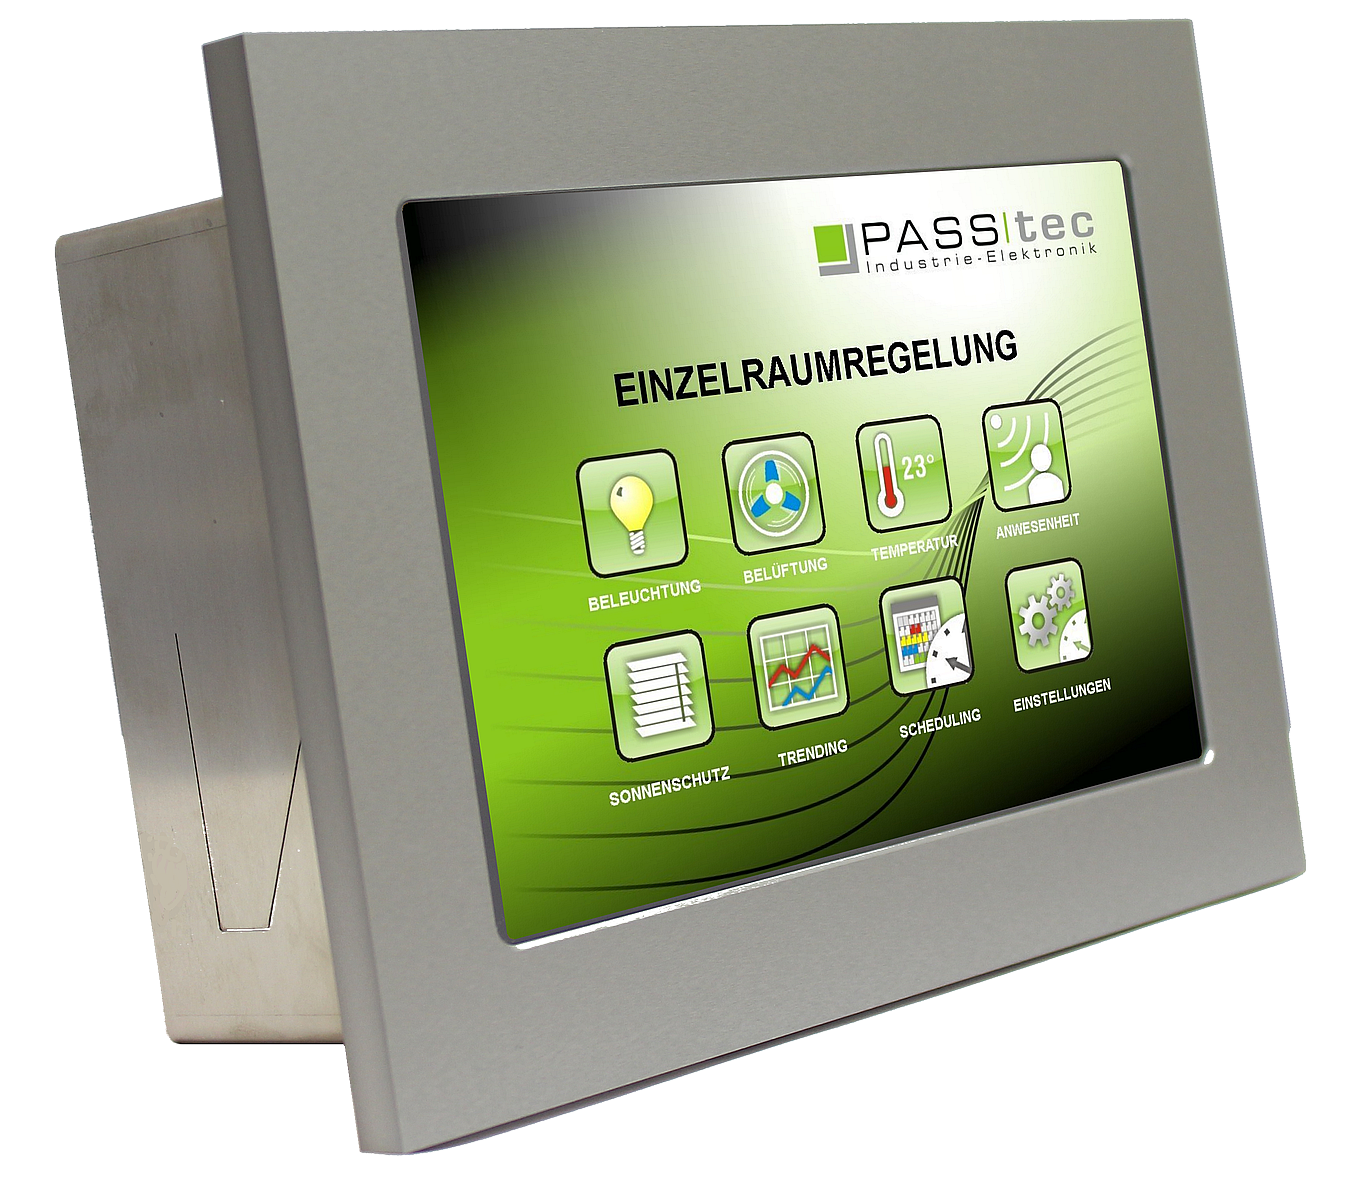 PASS|tec
Industrie-Elektronik
EINZELRAUMREGELUNG
23°
BELEUCHTUNG
BELÜFTUNG
TEMPERATUR
ANWESENHEIT
SONNENSCHUTZ
TRENDING
SCHEDULING
EINSTELLUNGEN